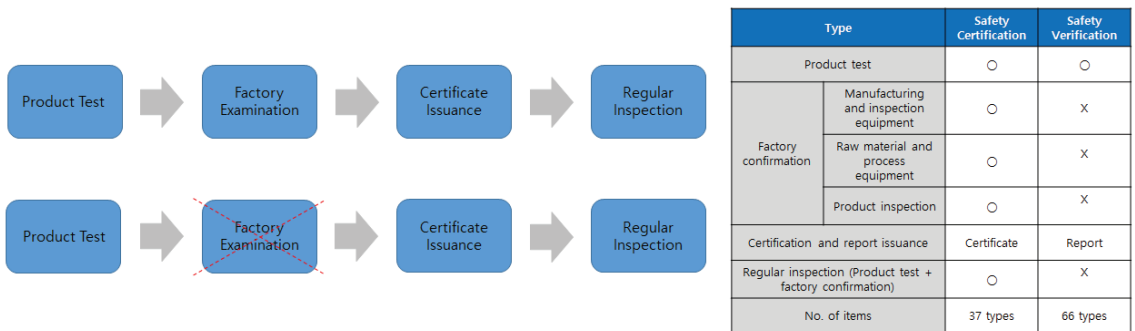 Product Test
Factory
Examination
Certificate
Issuance
Regular
Inspection
Product Test
Factory
Examination
Certificate
Issuance
Regular
Inspection
Type
Safety
Certification
Safety
Verification
Product test
○
○
Factory
confirmation
Manufacturing
and inspection
equipment
○
X
Raw material and
process
equipment
○
X
Product inspection
○
X
Certification and report issuance
Certificate
Report
Regular inspection (Product test +
factory confirmation)
○
X
No. of items
37 types
66 types